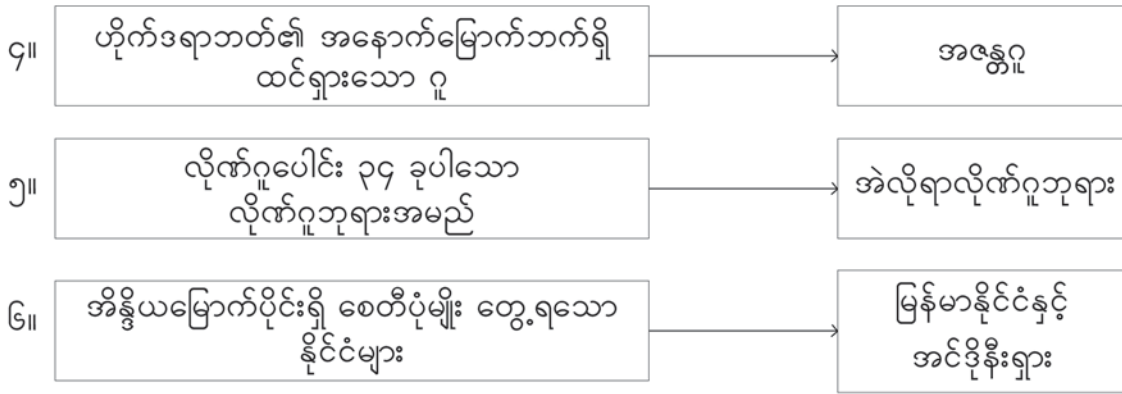 ၄။ ဟိုက်ဒရာဘတ်၏ အနောက်မြောက်ဘက်ရှိ
ထင်ရှားသော ဂူ
အဇန္တာဂူ
၅။ လိုဏ်ဂူပေါင်း ၃၄ ခုပါသော
လိုဏ်ဂူဘုရားအမည်
အဲလိုရာလိုဏ်ဂူဘုရား
၆။ အိန္ဒိယမြောက်ပိုင်းရှိ စေတီပုံမျိုး တွေ့ရသော
နိုင်ငံများ
မြန်မာနိုင်ငံနှင့်
အင်ဒိုနီးရှား